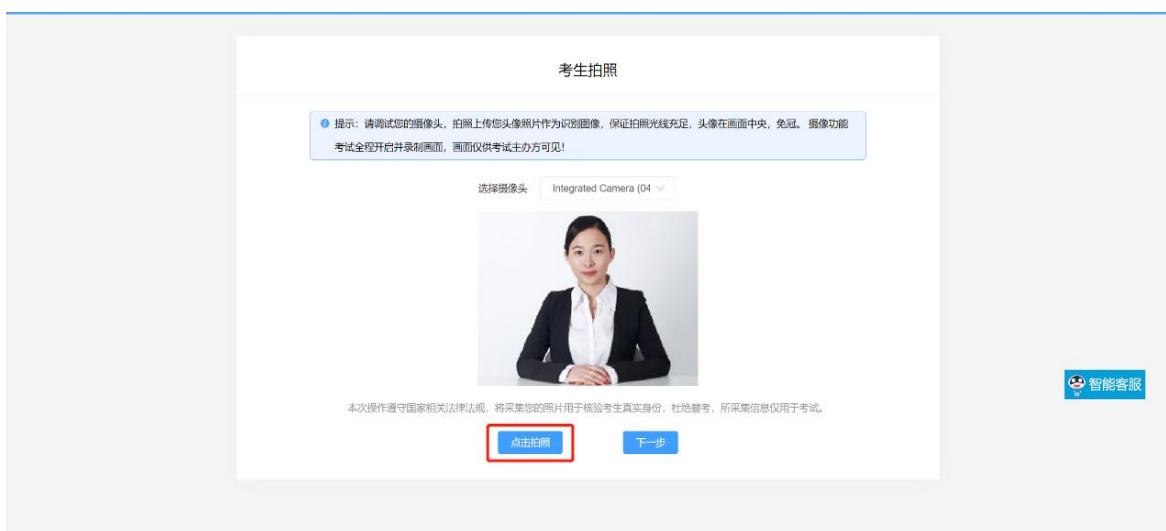 考生拍照
提示：请调试您的摄像头，拍照上传您头像照片作为识别图像，保证拍照光线充足，头像在画面中央，免冠。 摄像功能
考试全程开启并录制画面，画面仅供考试主办方可见！
选择摄像头 Integrated Camera (04
智能客服
本次操作遵守国家相关法律法规，将采集您的照片用于核验考生真实身份，杜绝替考，所采集信息仅用于考试。
点击拍照 下一步